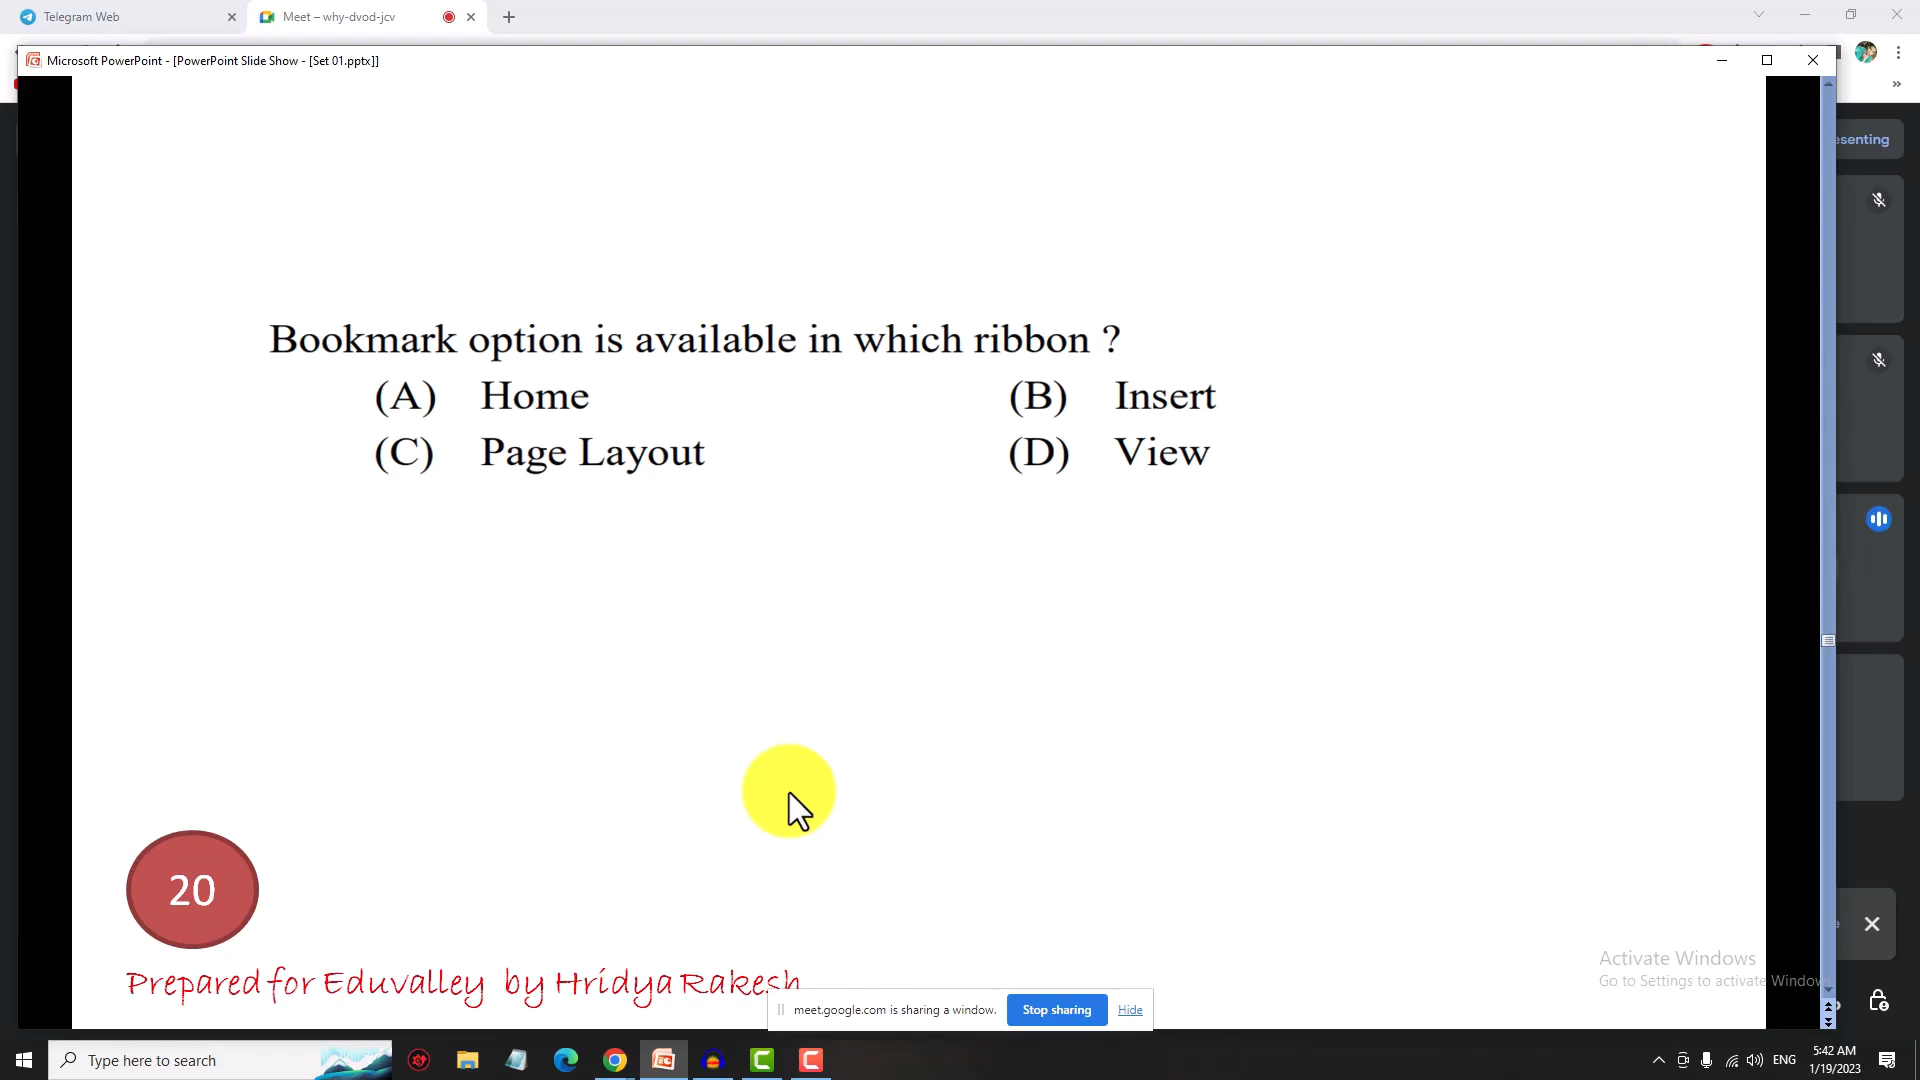 Telegram Web
Meet – why-dvod-jcv
Microsoft PowerPoint - [PowerPoint Slide Show - [Set 01.pptx]]
Bookmark option is available in which ribbon ?
(A) Home (B) Insert
(C) Page Layout (D) View
20
Prepared for Eduvalley by Hridya Rakesh
meet.google.com is sharing a window. Stop sharing Hide
Activate Windows
Go to Settings to activate Window
Type here to search
ENG
5:42 AM
1/19/2023